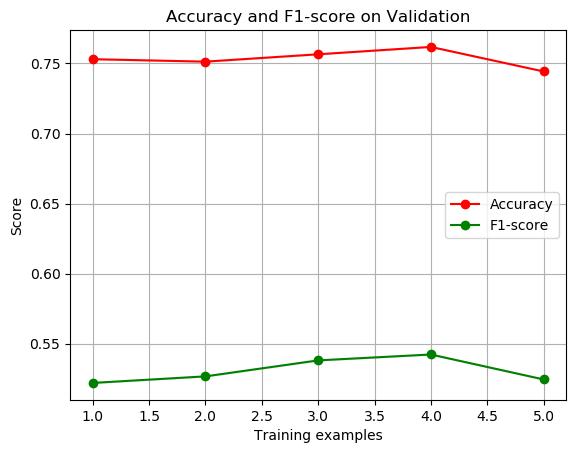 Accuracy and F1-score on Validation
Score
0.75
0.70
0.65
0.60
0.55
Accuracy
F1-score
1.0 1.5 2.0 2.5 3.0 3.5 4.0 4.5 5.0
Training examples